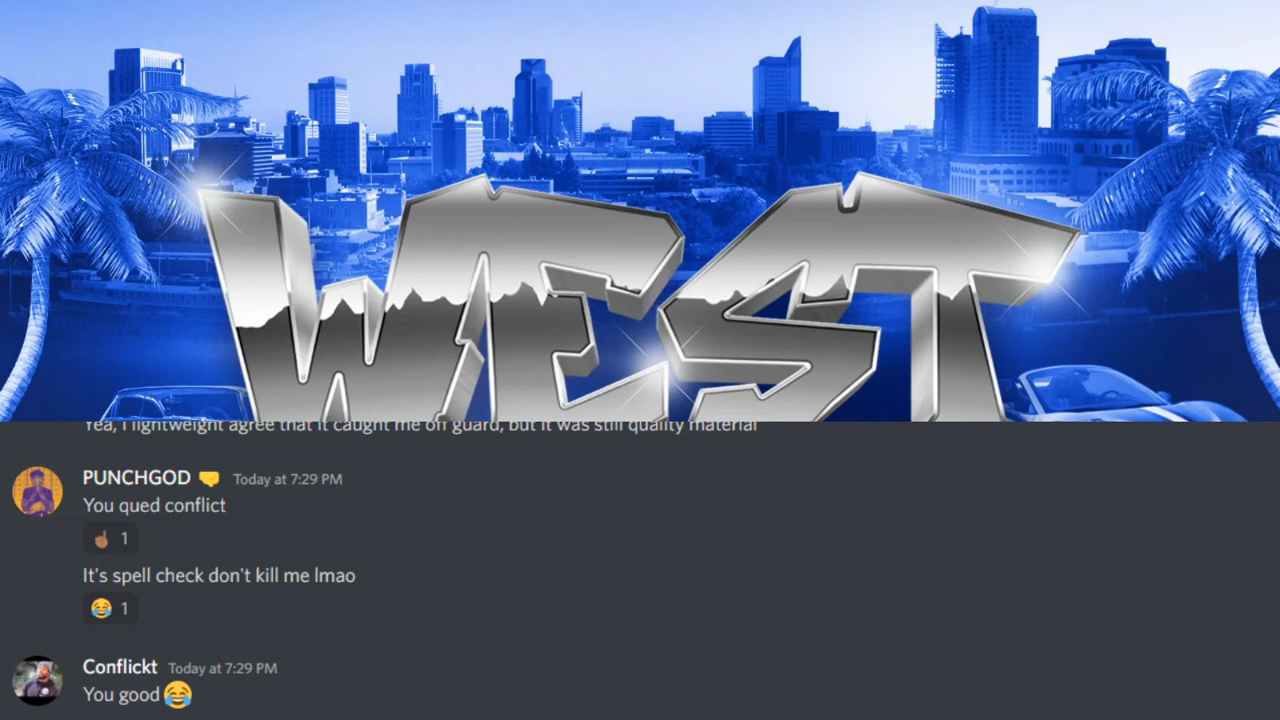 WEST
Yea, I lightweight agree that it caught me off guard, but it was still quality material
PUNCHGOD 🤜 Today at 7:29 PM
You qued conflict
☝🏾 1
It's spell check don't kill me lmao
😂 1
Conflickt Today at 7:29 PM
You good 😂